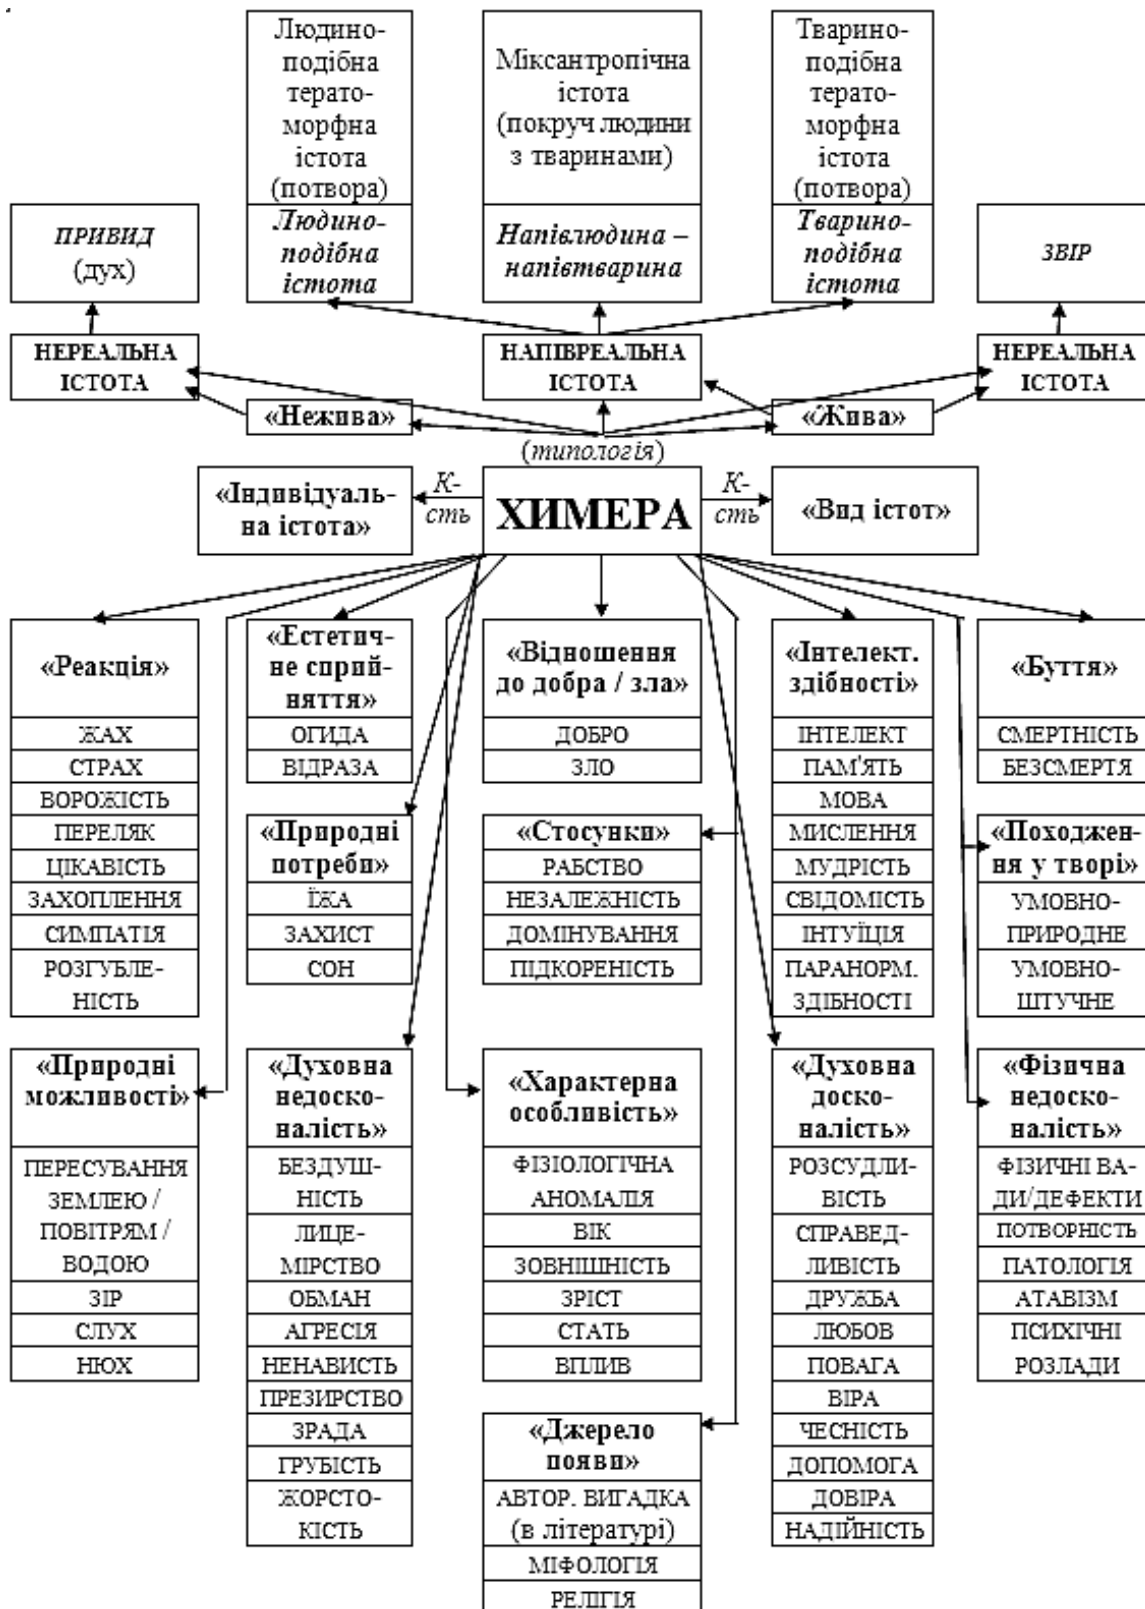 Людино-
подібна
терато-
морфна
істота
(потвора)
Міксантропічна
істота
(покруч людини
з тваринами)
Тварино-
подібна
терато-
морфна
істота
(потвора)
ПРИВИД
(дух)
Людино-
подібна
істота
Напівлюдина –
напівтварина
Тварино-
подібна
істота
ЗВІР
НЕРЕАЛЬНА
ІСТОТА
НАПІВРЕАЛЬНА
ІСТОТА
НЕРЕАЛЬНА
ІСТОТА
«Нежива»
«Жива»
(типологія)
«Індивідуаль-
на істота»
К-
сть
ХИМЕРА
К-
сть
«Вид істот»
«Реакція»
ЖАХ
СТРАХ
ВОРОЖІСТЬ
ПЕРЕЛЯК
ЦІКАВІСТЬ
ЗАХОПЛЕННЯ
СИМПАТІЯ
РОЗГУБЛЕ-
НІСТЬ
«Естетич-
не сприй-
няття»
ОГИДА
ВІДРАЗА
«Природні
потреби»
ЇЖА
ЗАХИСТ
СОН
«Відношення
до добра / зла»
ДОБРО
ЗЛО
«Стосунки»
РАБСТВО
НЕЗАЛЕЖНІСТЬ
ДОМІНУВАННЯ
ПІДКОРЕНІСТЬ
«Інтелект.
здібності»
ІНТЕЛЕКТ
ПАМ'ЯТЬ
МОВА
МИСЛЕННЯ
МУДРІСТЬ
СВІДОМІСТЬ
ІНТУЇЦІЯ
ПАРАНОРМ.
ЗДІБНОСТІ
«Буття»
СМЕРТНІСТЬ
БЕЗСМЕРТЯ
«Походжен-
ня у творі»
УМОВНО-
ПРИРОДНЕ
УМОВНО-
ШТУЧНЕ
«Природні
можливості»
ПЕРЕСУВАННЯ
ЗЕМЛЕЮ /
ПОВІТРЯМ /
ВОДОЮ
ЗІР
СЛУХ
НЮХ
«Духовна
недоско-
налість»
БЕЗДУШ-
НІСТЬ
ЛИЦЕ-
МІРСТВО
ОБМАН
АГРЕСІЯ
НЕНАВИСТЬ
ПРЕЗИРСТВО
ЗРАДА
ГРУБІСТЬ
ЖОРСТО-
КІСТЬ
«Характерна
особливість»
ФІЗІОЛОГІЧНА
АНОМАЛІЯ
ВІК
ЗОВНІШНІСТЬ
ЗРІСТ
СТАТЬ
ВПЛИВ
«Джерело
появи»
АВТОР. ВИГАДКА
(в літературі)
МІФОЛОГІЯ
РЕЛІГІЯ
«Духовна
доско-
налість»
РОЗСУДЛИ-
ВІСТЬ
СПРАВЕД-
ЛИВІСТЬ
ДРУЖБА
ЛЮБОВ
ПОВАГА
ВІРА
ЧЕСНІСТЬ
ДОПОМОГА
ДОВІРА
НАДІЙНІСТЬ
«Фізична
недоско-
налість»
ФІЗИЧНІ ВА-
ДИ/ДЕФЕКТИ
ПОТВОРНІСТЬ
ПАТОЛОГІЯ
АТАВІЗМ
ПСИХІЧНІ
РОЗЛАДИ